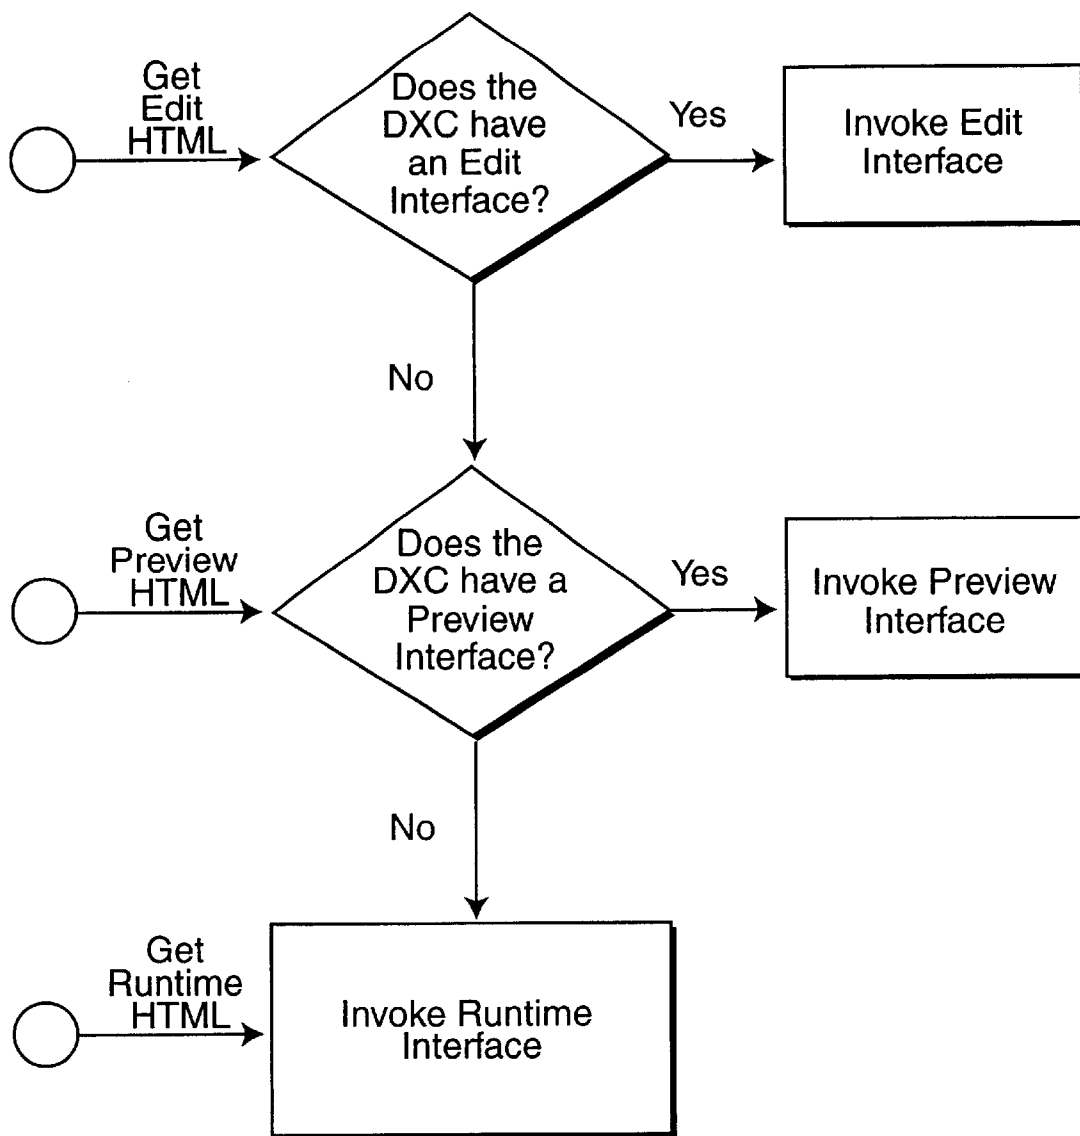 Get
Edit
HTML
Does the
DXC have
an Edit
Interface?
Yes
Invoke Edit
Interface
No
Get
Preview
HTML
Does the
DXC have a
Preview
Interface?
Yes
Invoke Preview
Interface
No
Get
Runtime
HTML
Invoke Runtime
Interface